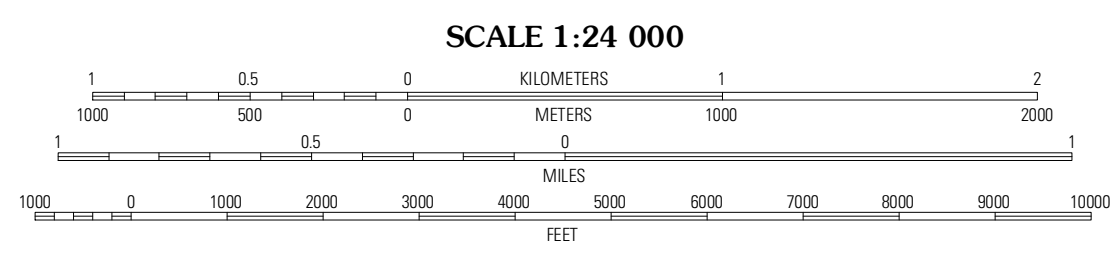 SCALE 1:24 000
1 0.5 0 KILOMETERS 1 2
1000 500 0 METERS 1000 2000
1 0.5 0 1
MILES
1000 0 1000 2000 3000 4000 5000 6000 7000 8000 9000 10000
FEET